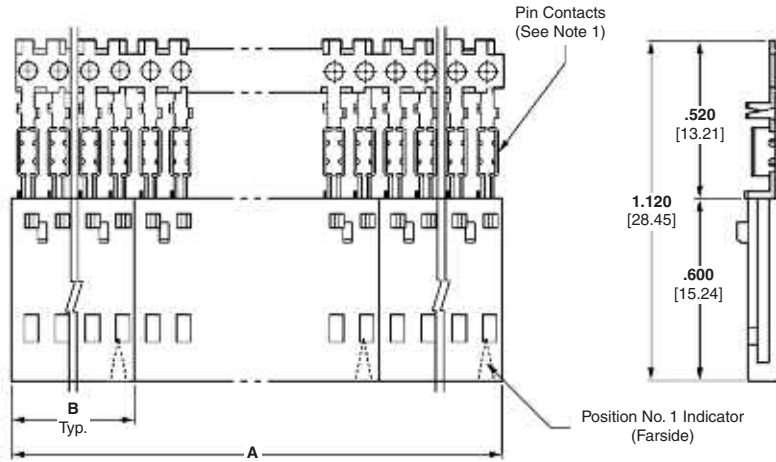 Pin Contacts
(See Note 1)
.520
[13.21]
1.120
[28.45]
.600
[15.24]
B
Typ.
A
Position No. 1 Indicator
(Farside)